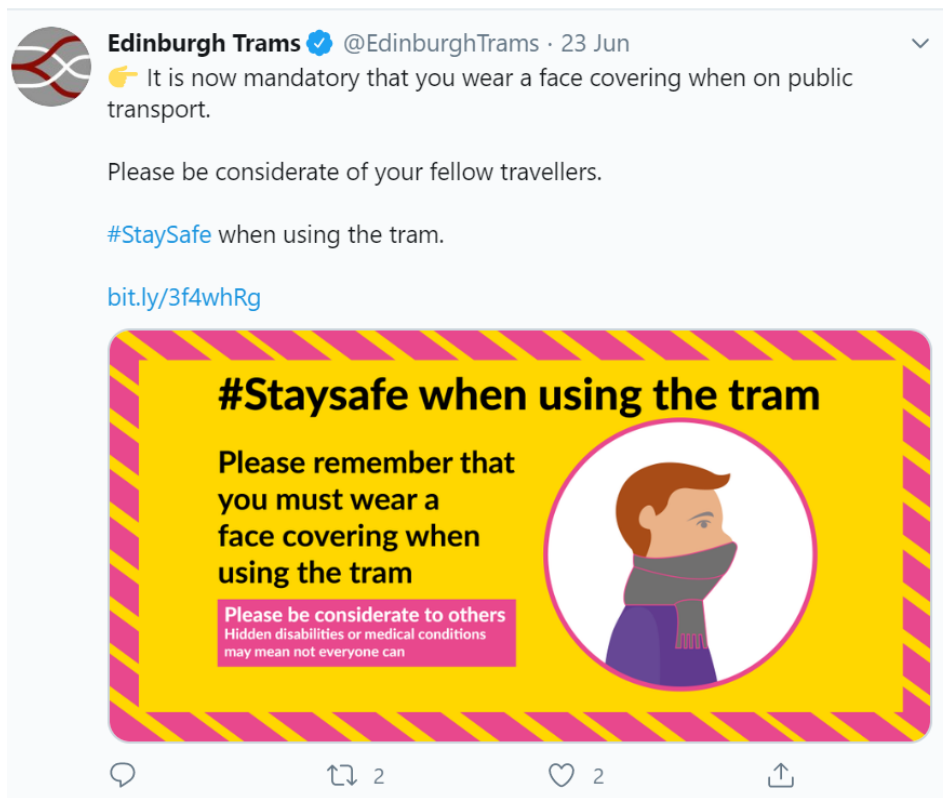 Edinburgh Trams @EdinburghTrams · 23 Jun
👉 It is now mandatory that you wear a face covering when on public
transport.
Please be considerate of your fellow travellers.
#StaySafe when using the tram.
bit.ly/3f4whRg
#Staysafe when using the tram
Please remember that
you must wear a
face covering when
using the tram
Please be considerate to others
Hidden disabilities or medical conditions
may mean not everyone can
2 2